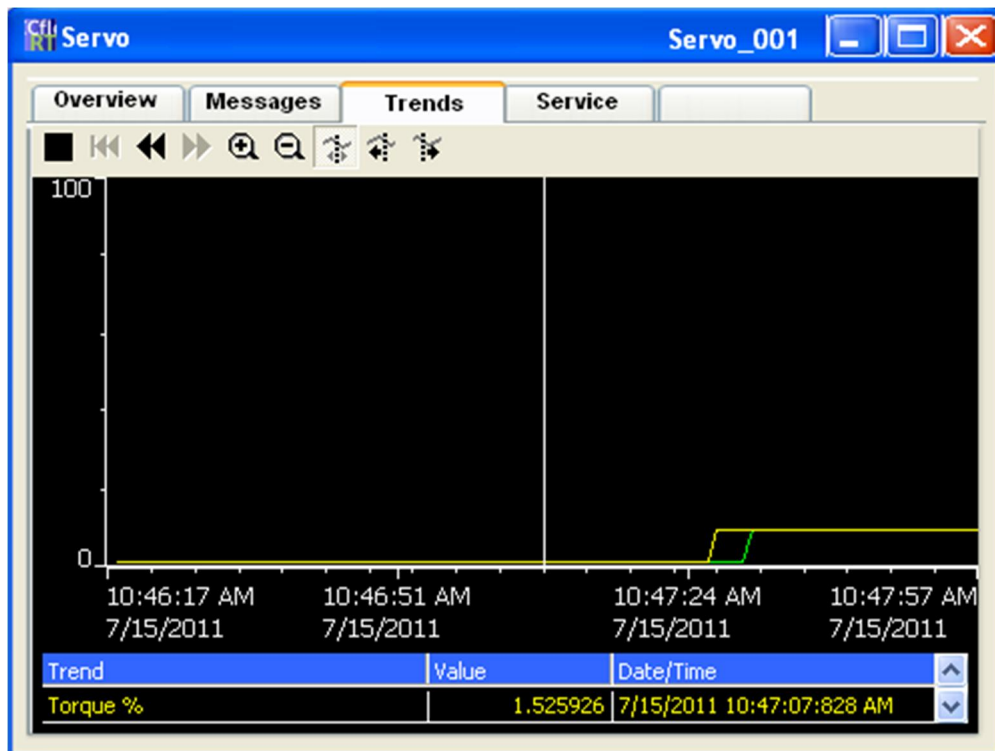 Cfl
RT Servo Servo_001
Overview Messages Trends Service
100
0
10:46:17 AM 10:46:51 AM 10:47:24 AM 10:47:57 AM
7/15/2011 7/15/2011 7/15/2011 7/15/2011
Trend Value Date/Time
Torque % 1.525926 7/15/2011 10:47:07:828 AM